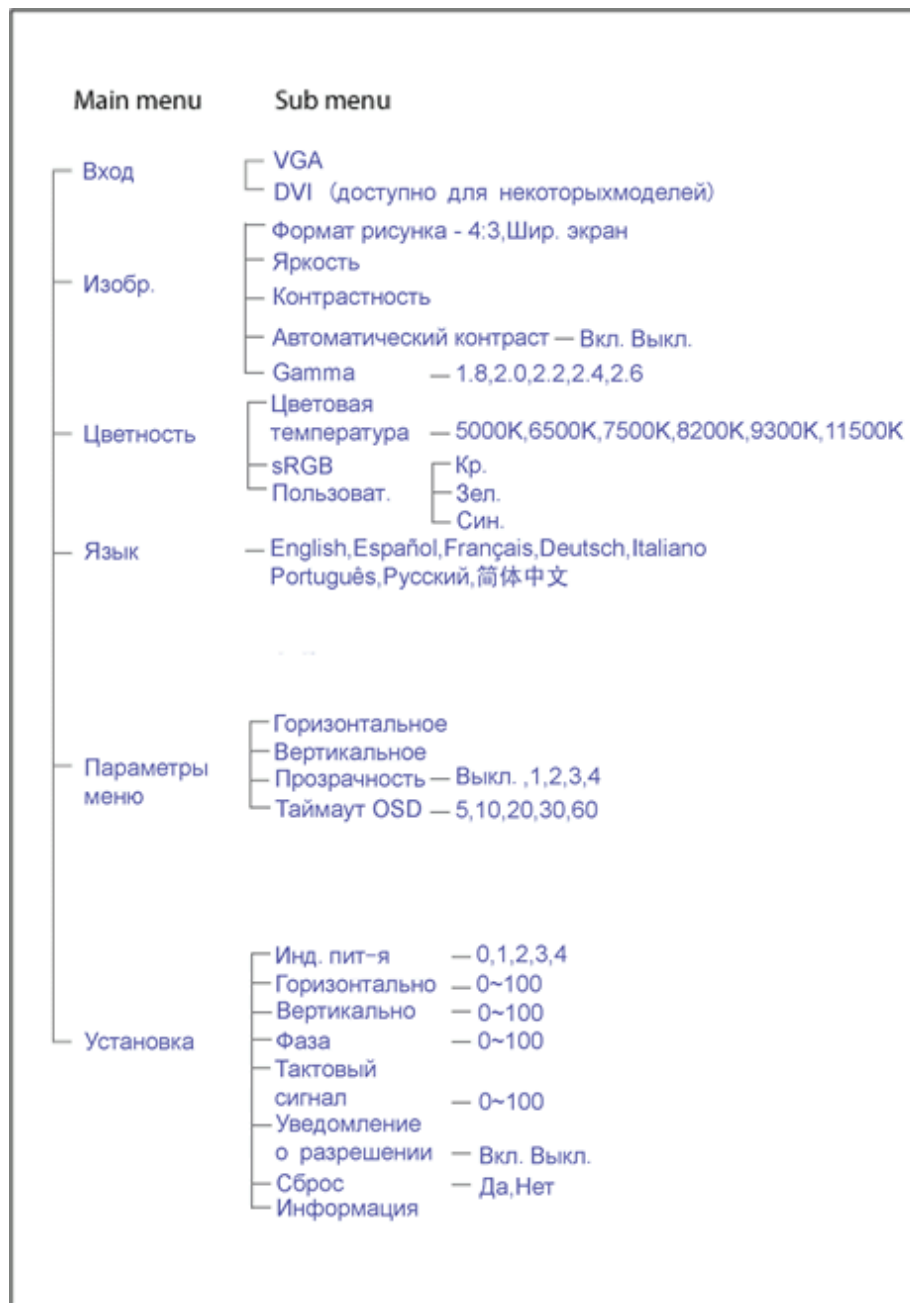 Main menu Sub menu
Вход
VGA
DVI (доступно для некоторыхмоделей)
Изобр.
Формат рисунка - 4:3,Шир. экран
Яркость
Контрастность
Автоматический контраст — Вкл. Выкл.
Gamma — 1.8,2.0,2.2,2.4,2.6
Цветность
Цветовая
температура — 5000K,6500K,7500K,8200K,9300K,11500K
sRGB
Пользоват.
Кр.
Зел.
Син.
Язык — English,Español,Français,Deutsch,Italiano
Português,Русский,简体中文
Параметры
меню
Горизонтальное
Вертикальное
Прозрачность — Выкл. ,1,2,3,4
Таймаут OSD — 5,10,20,30,60
Установка
Инд. пит-я — 0,1,2,3,4
Горизонтально — 0~100
Вертикально — 0~100
Фаза — 0~100
Тактовый
сигнал — 0~100
Уведомление
о разрешении — Вкл. Выкл.
Сброс — Да,Нет
Информация